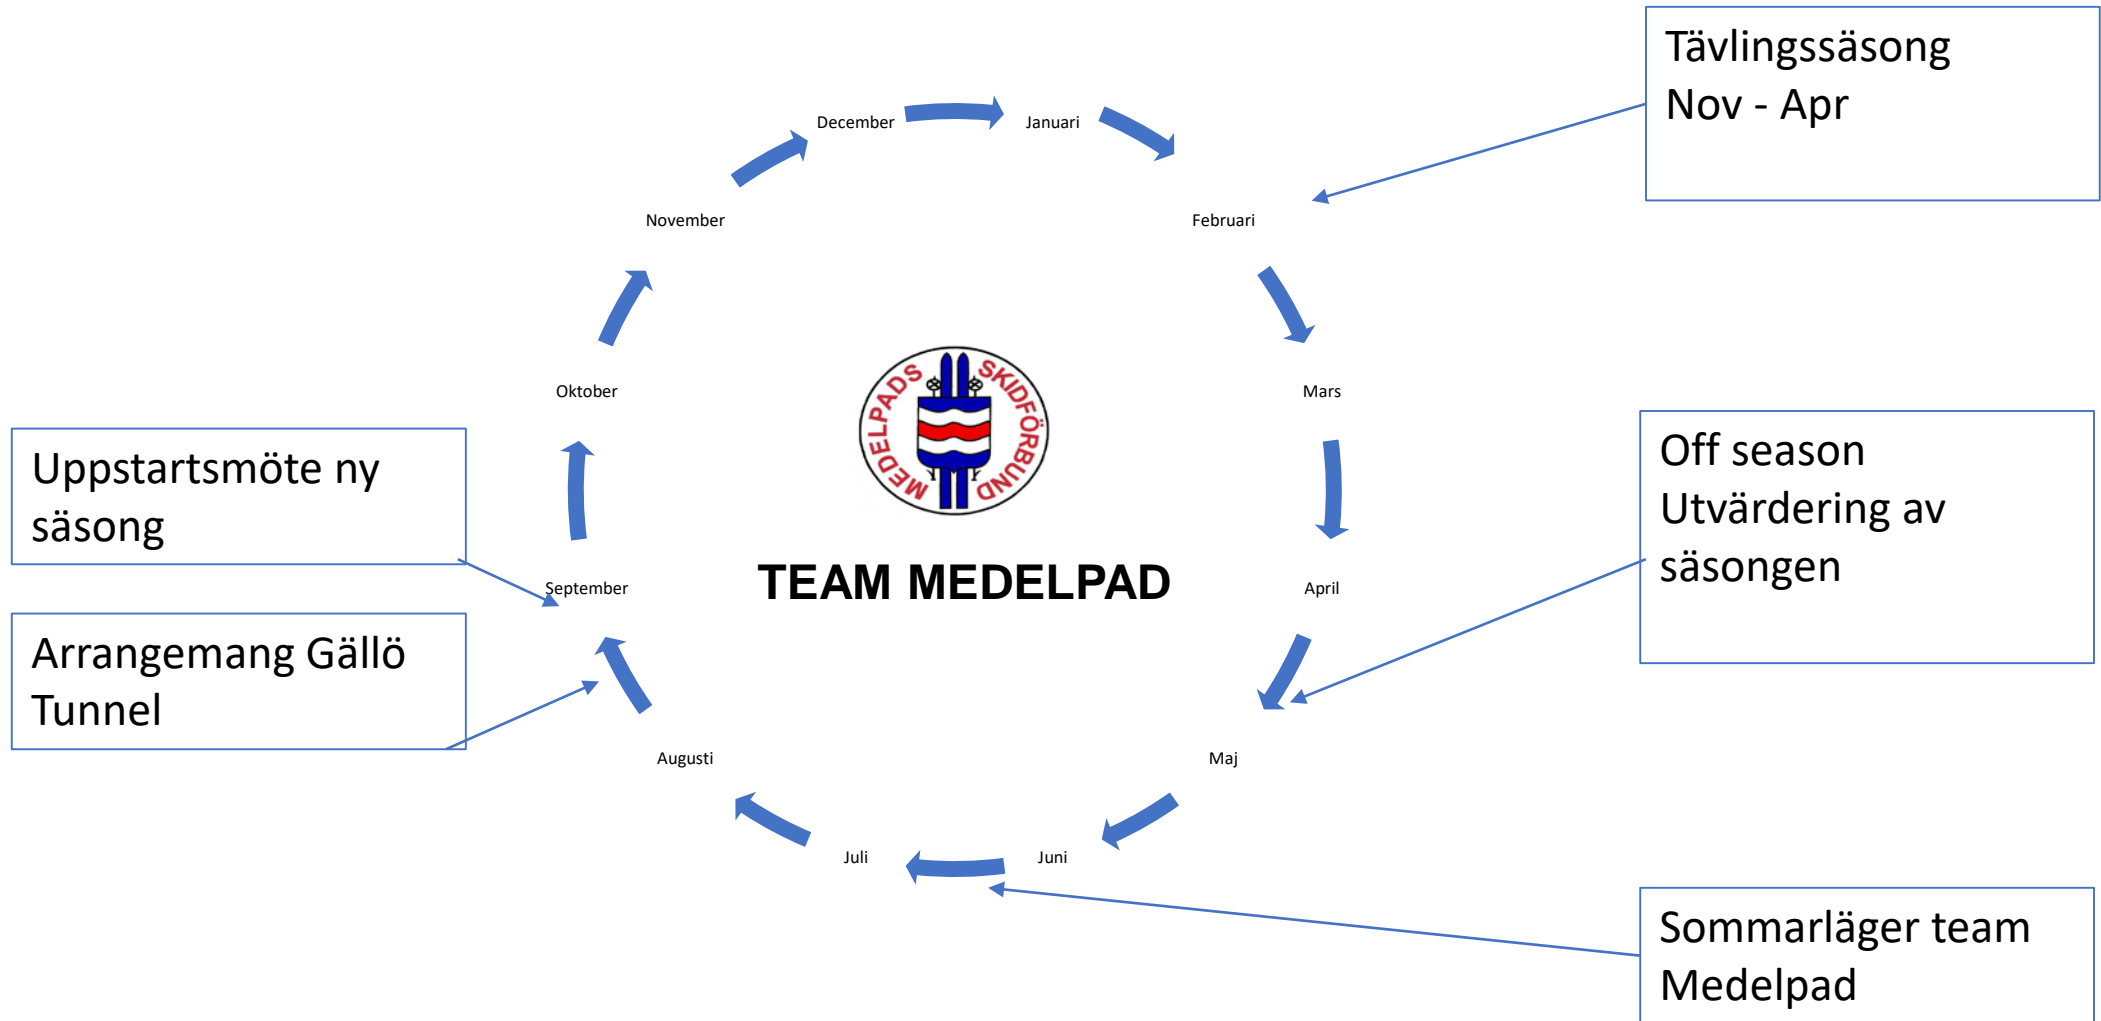 Tävlingssäsong
Nov - Apr
December
Januari
November
Februari
Oktober
Mars
MEDELPADS SKIDFÖRBUND
Uppstartsmöte ny
säsong
Off season
Utvärdering av
säsongen
TEAM MEDELPAD
September
April
Arrangemang Gällö
Tunnel
Augusti
Maj
Juli
Juni
Sommarläger team
Medelpad